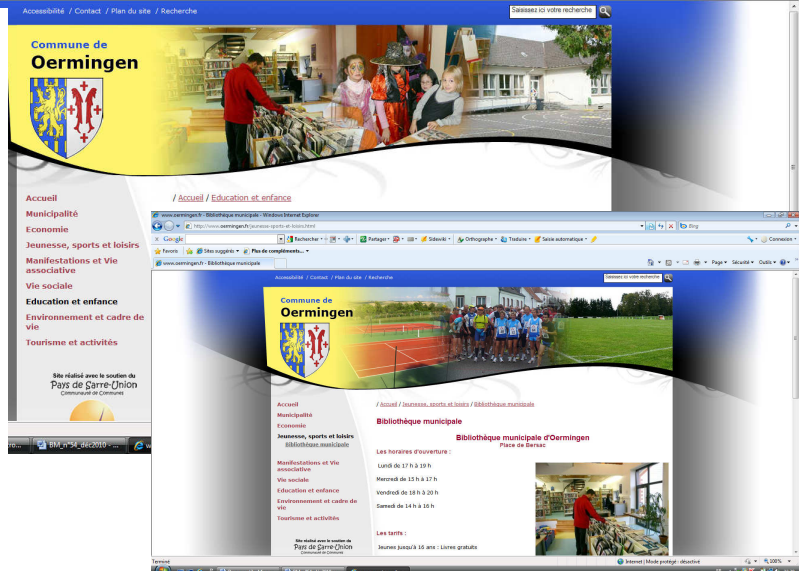 Accessibilité / Contact / Plan du site / Recherche
Saisissez ici votre recherche
Commune de
Oermingen
Accueil
Municipalité
Economie
Jeunesse, sports et loisirs
Manifestations et Vie
associative
Vie sociale
Education et enfance
Environnement et cadre de
vie
Tourisme et activités
Site réalisé avec le soutien du
Pays de Sarre-Union
Communauté de Communes
/ Accueil / Education et enfance
BM_n°54_déc2010 - ...
www.oermingen.fr - Bibliothèque municipale - Windows Internet Explorer
http://www.oermingen.fr/jeunesse-sports-et-loisirs.html
Bing
X Google
Rechercher
Partager
Sidewiki
Orthographe
Traduire
Saisie automatique
Connexion
Favoris
Sites suggérés
Plus de compléments...
www.oermingen.fr - Bibliothèque municipale
Page
Sécurité
Outils
Accessibilité / Contact / Plan du site / Recherche
Saisissez ici votre recherche
Commune de
Oermingen
Accueil
Municipalité
Economie
Jeunesse, sports et loisirs
Bibliothèque municipale
Manifestations et Vie
associative
Vie sociale
Education et enfance
Environnement et cadre de
vie
Tourisme et activités
Site réalisé avec le soutien du
Pays de Sarre-Union
Communauté de Communes
/ Accueil / Jeunesse, sports et loisirs / Bibliothèque municipale
Bibliothèque municipale
Bibliothèque municipale d'Oermingen
Place de Bersac
Les horaires d'ouverture :
Lundi de 17 h à 19 h
Mercredi de 15 h à 17 h
Vendredi de 18 h à 20 h
Samedi de 14 h à 16 h
Les tarifs :
Jeunes jusqu'à 16 ans : Livres gratuits
Terminé
Internet | Mode protégé : désactivé
100%